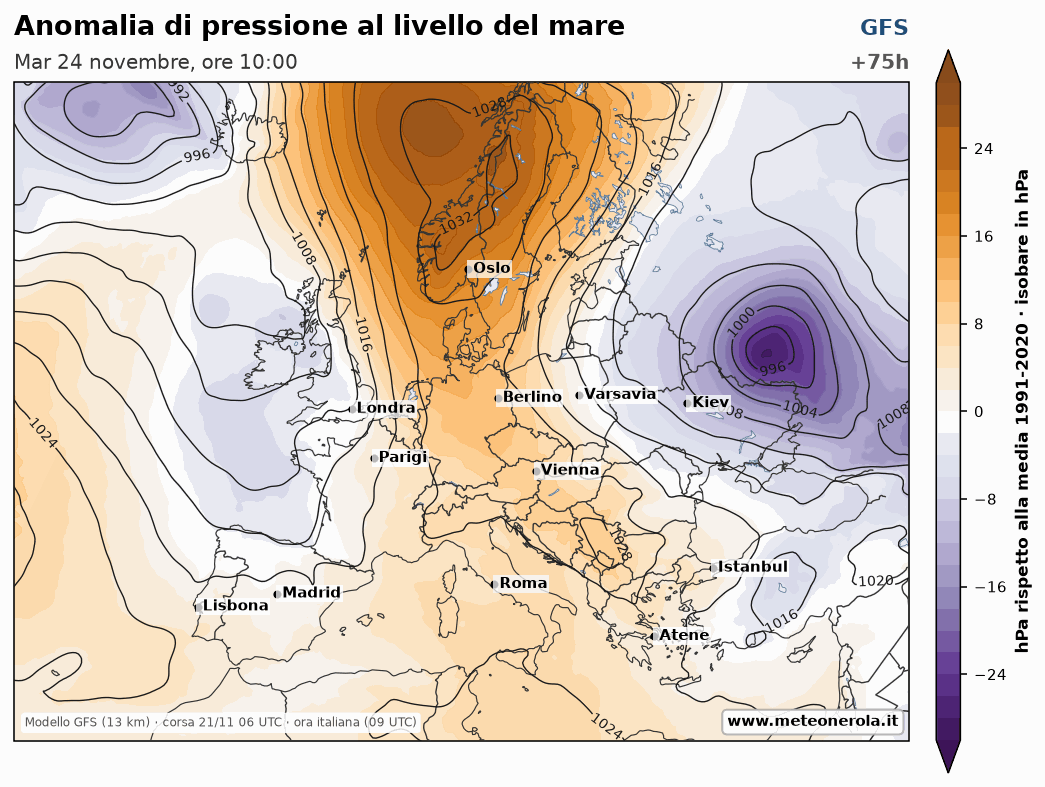 Anomalia di pressione al livello del mare
GFS
Mar 24 novembre, ore 10:00
+75h
992
1028
996
1016
1032
1008
Oslo
1000
1016
996
Berlino
Varsavia
Kiev
Londra
08
1004
1008
1024
Parigi
Vienna
1028
Istanbul
1020
Madrid
Roma
Lisbona
1016
Atene
1024
Modello GFS (13 km) · corsa 21/11 06 UTC · ora italiana (09 UTC)
www.meteonerola.it
24
16
8
0
−8
−16
−24
hPa rispetto alla media 1991-2020 · isobare in hPa